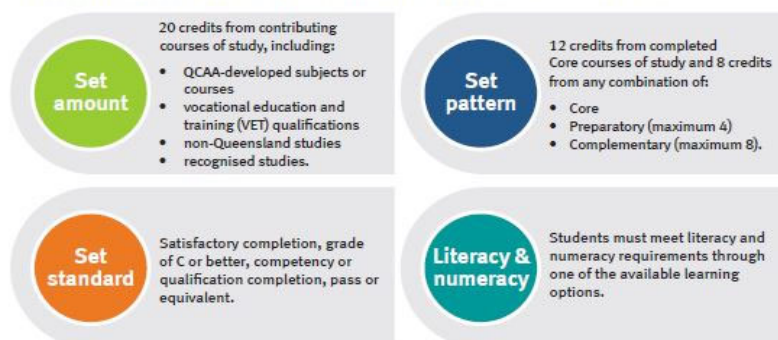 Set
amount
20 credits from contributing
courses of study, including:
• QCAA-developed subjects or
courses
• vocational education and
training (VET) qualifications
• non-Queensland studies
• recognised studies.
Set
pattern
12 credits from completed
Core courses of study and 8 credits
from any combination of:
• Core
• Preparatory (maximum 4)
• Complementary (maximum 8).
Set
standard
Satisfactory completion, grade
of C or better, competency or
qualification completion, pass or
equivalent.
Literacy &
numeracy
Students must meet literacy and
numeracy requirements through
one of the available learning
options.